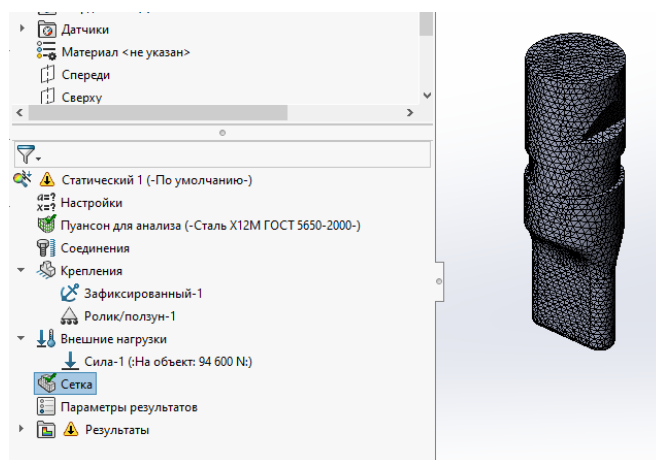 Датчики
Материал <не указан>
Спереди
Сверху
Статический 1 (-По умолчанию-)
Настройки
Пуансон для анализа (-Сталь Х12М ГОСТ 5650-2000-)
Соединения
Крепления
Зафиксированный-1
Ролик/ползун-1
Внешние нагрузки
Сила-1 (:На объект: 94 600 N:)
Сетка
Параметры результатов
Результаты